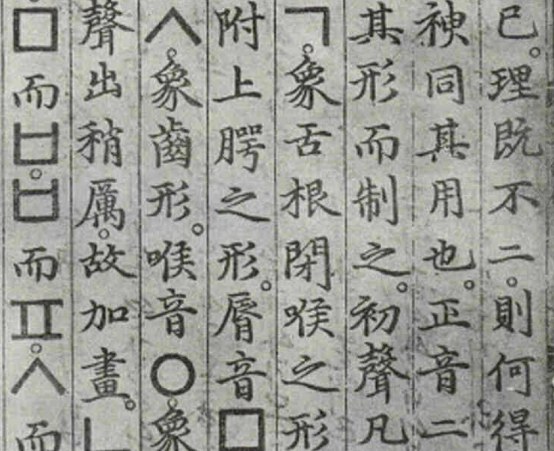 已。理既不二。則何得
神同其用也。正音二
其形而制之。初聲凡
ㄱ。象舌根閉喉之形
附上腭之形。脣音ㅁ
ㅅ。象齒形。喉音ㅇ。象
聲出稍厲。故加畫。ㄴ
ㅁ而ㅂ。ㅂ而ㅍ。ㅅ而